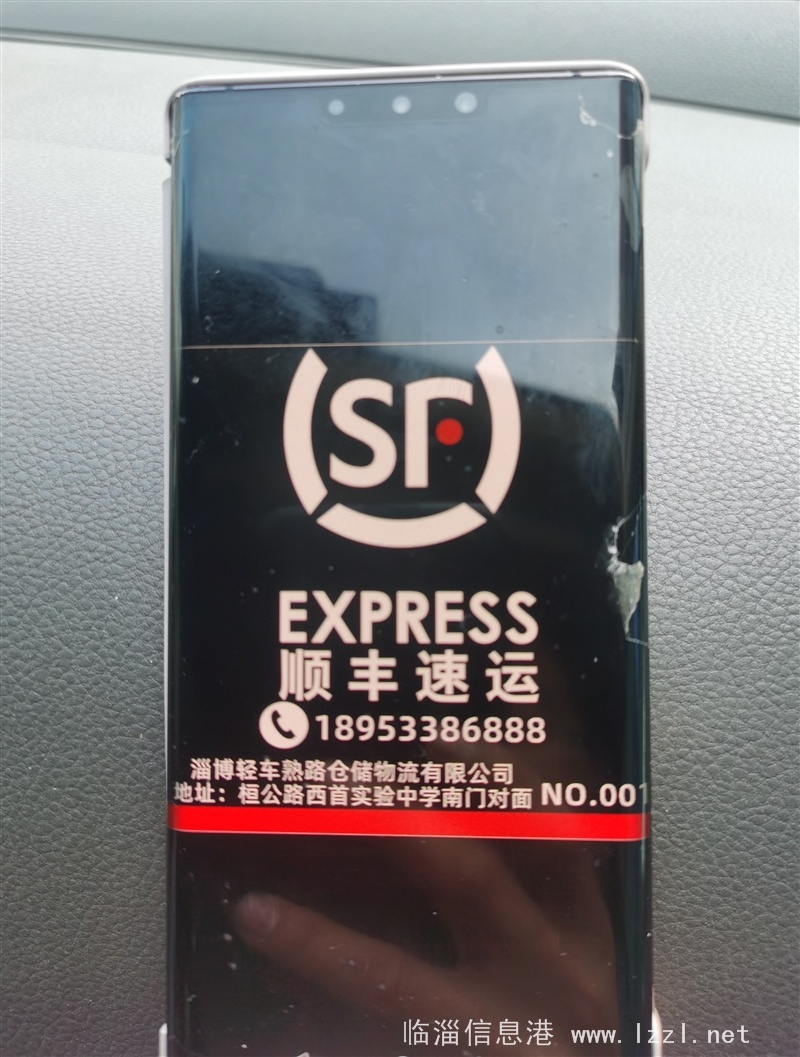 SF
EXPRESS
顺丰速运
18953386888
淄博轻车熟路仓储物流有限公司
地址：桓公路西首实验中学南门对面 NO.001
临淄信息港 www.lzzl.net